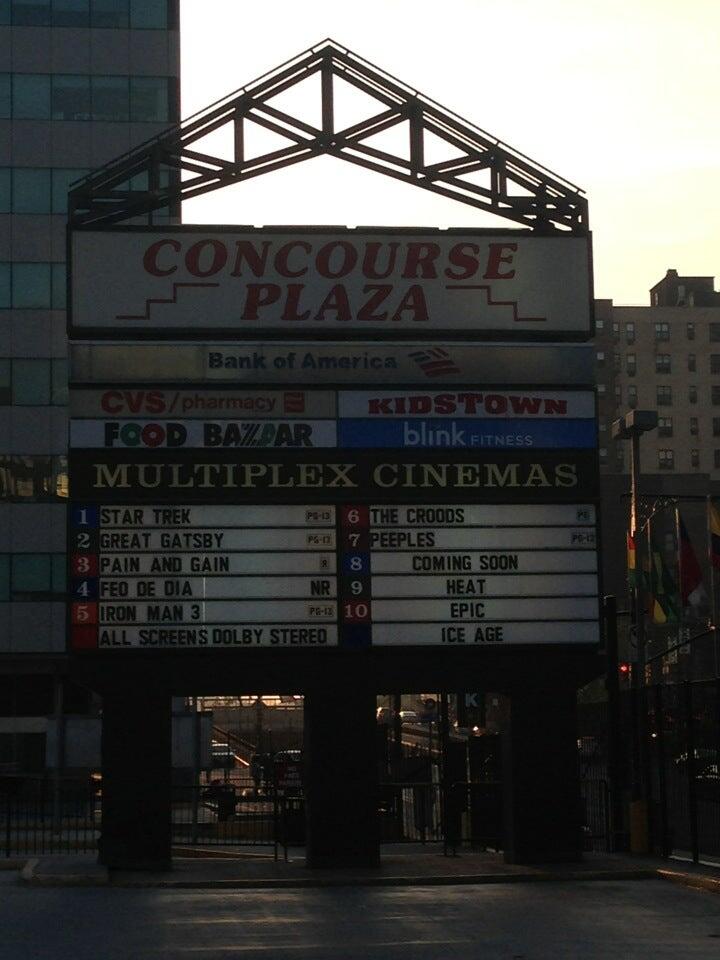 CONCOURSE
PLAZA
Bank of America
CVS/pharmacy
KIDSTOWN
FOOD BAZAAR
blink FITNESS
MULTIPLEX CINEMAS
1 STAR TREK PG-13
2 GREAT GATSBY PG-13
3 PAIN AND GAIN R
4 FEO DE DIA NR
5 IRON MAN 3 PG-13
ALL SCREENS DOLBY STEREO
6 THE CROODS PG
7 PEEPLES PG-13
8 COMING SOON
9 HEAT
10 EPIC
ICE AGE
K